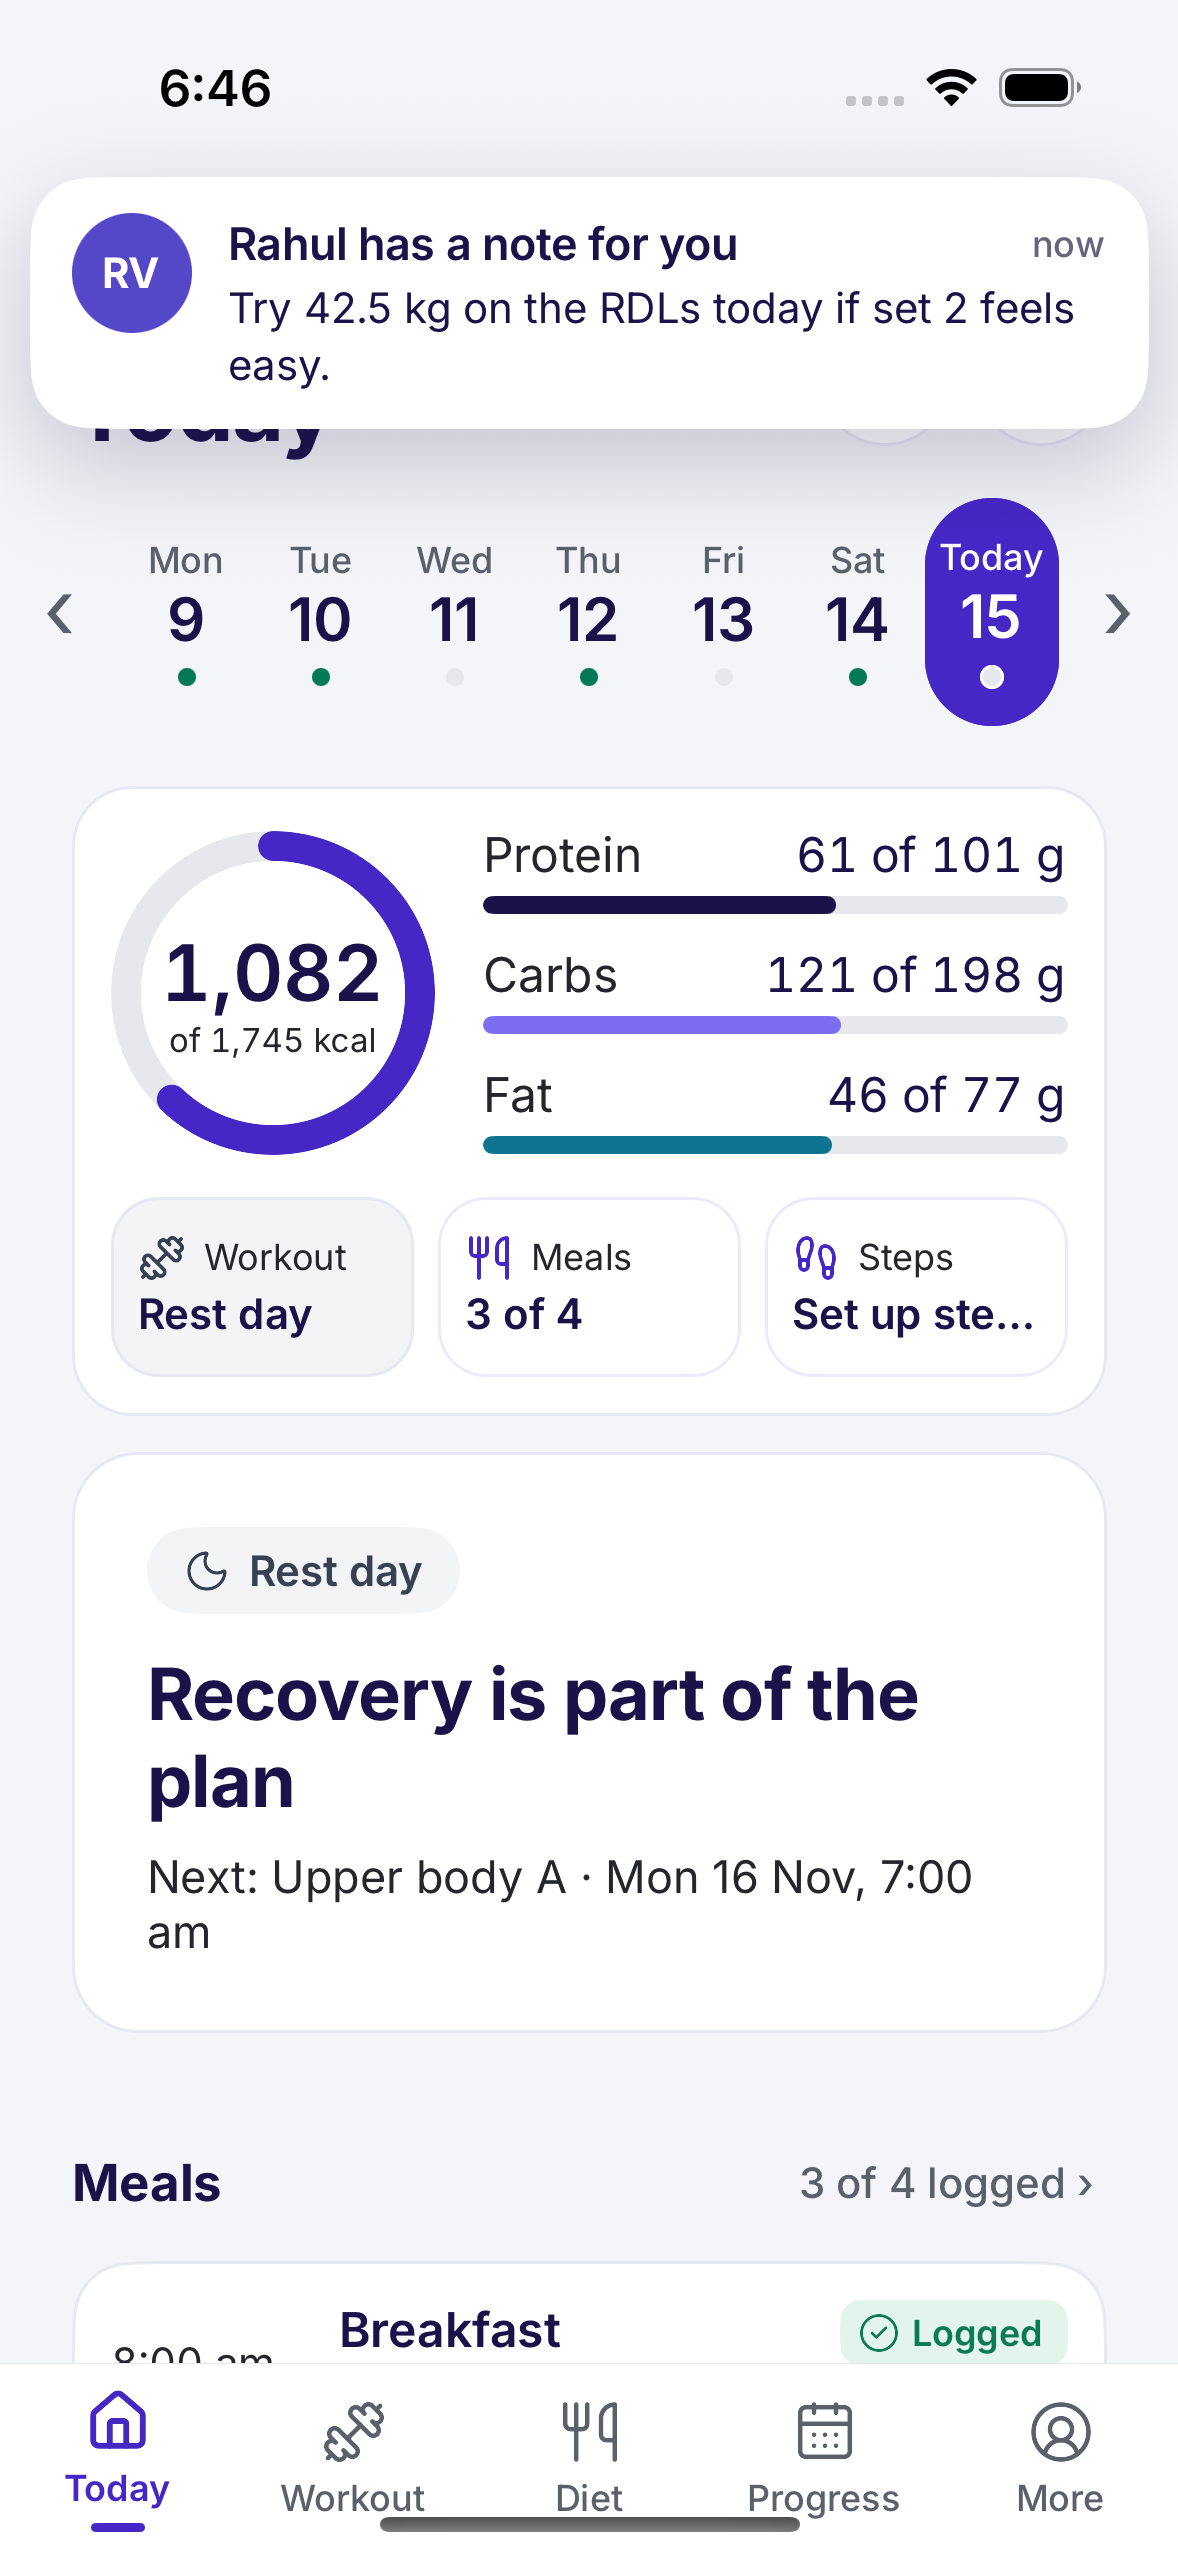 6:46
RV
Rahul has a note for you
now
Try 42.5 kg on the RDLs today if set 2 feels
easy.
Today
Mon Tue Wed Thu Fri Sat Today
9 10 11 12 13 14 15
1,082
of 1,745 kcal
Protein 61 of 101 g
Carbs 121 of 198 g
Fat 46 of 77 g
Workout
Rest day
Meals
3 of 4
Steps
Set up ste...
Rest day
Recovery is part of the
plan
Next: Upper body A · Mon 16 Nov, 7:00
am
Meals
3 of 4 logged ›
Breakfast
Logged
8:00 am
Today Workout Diet Progress More